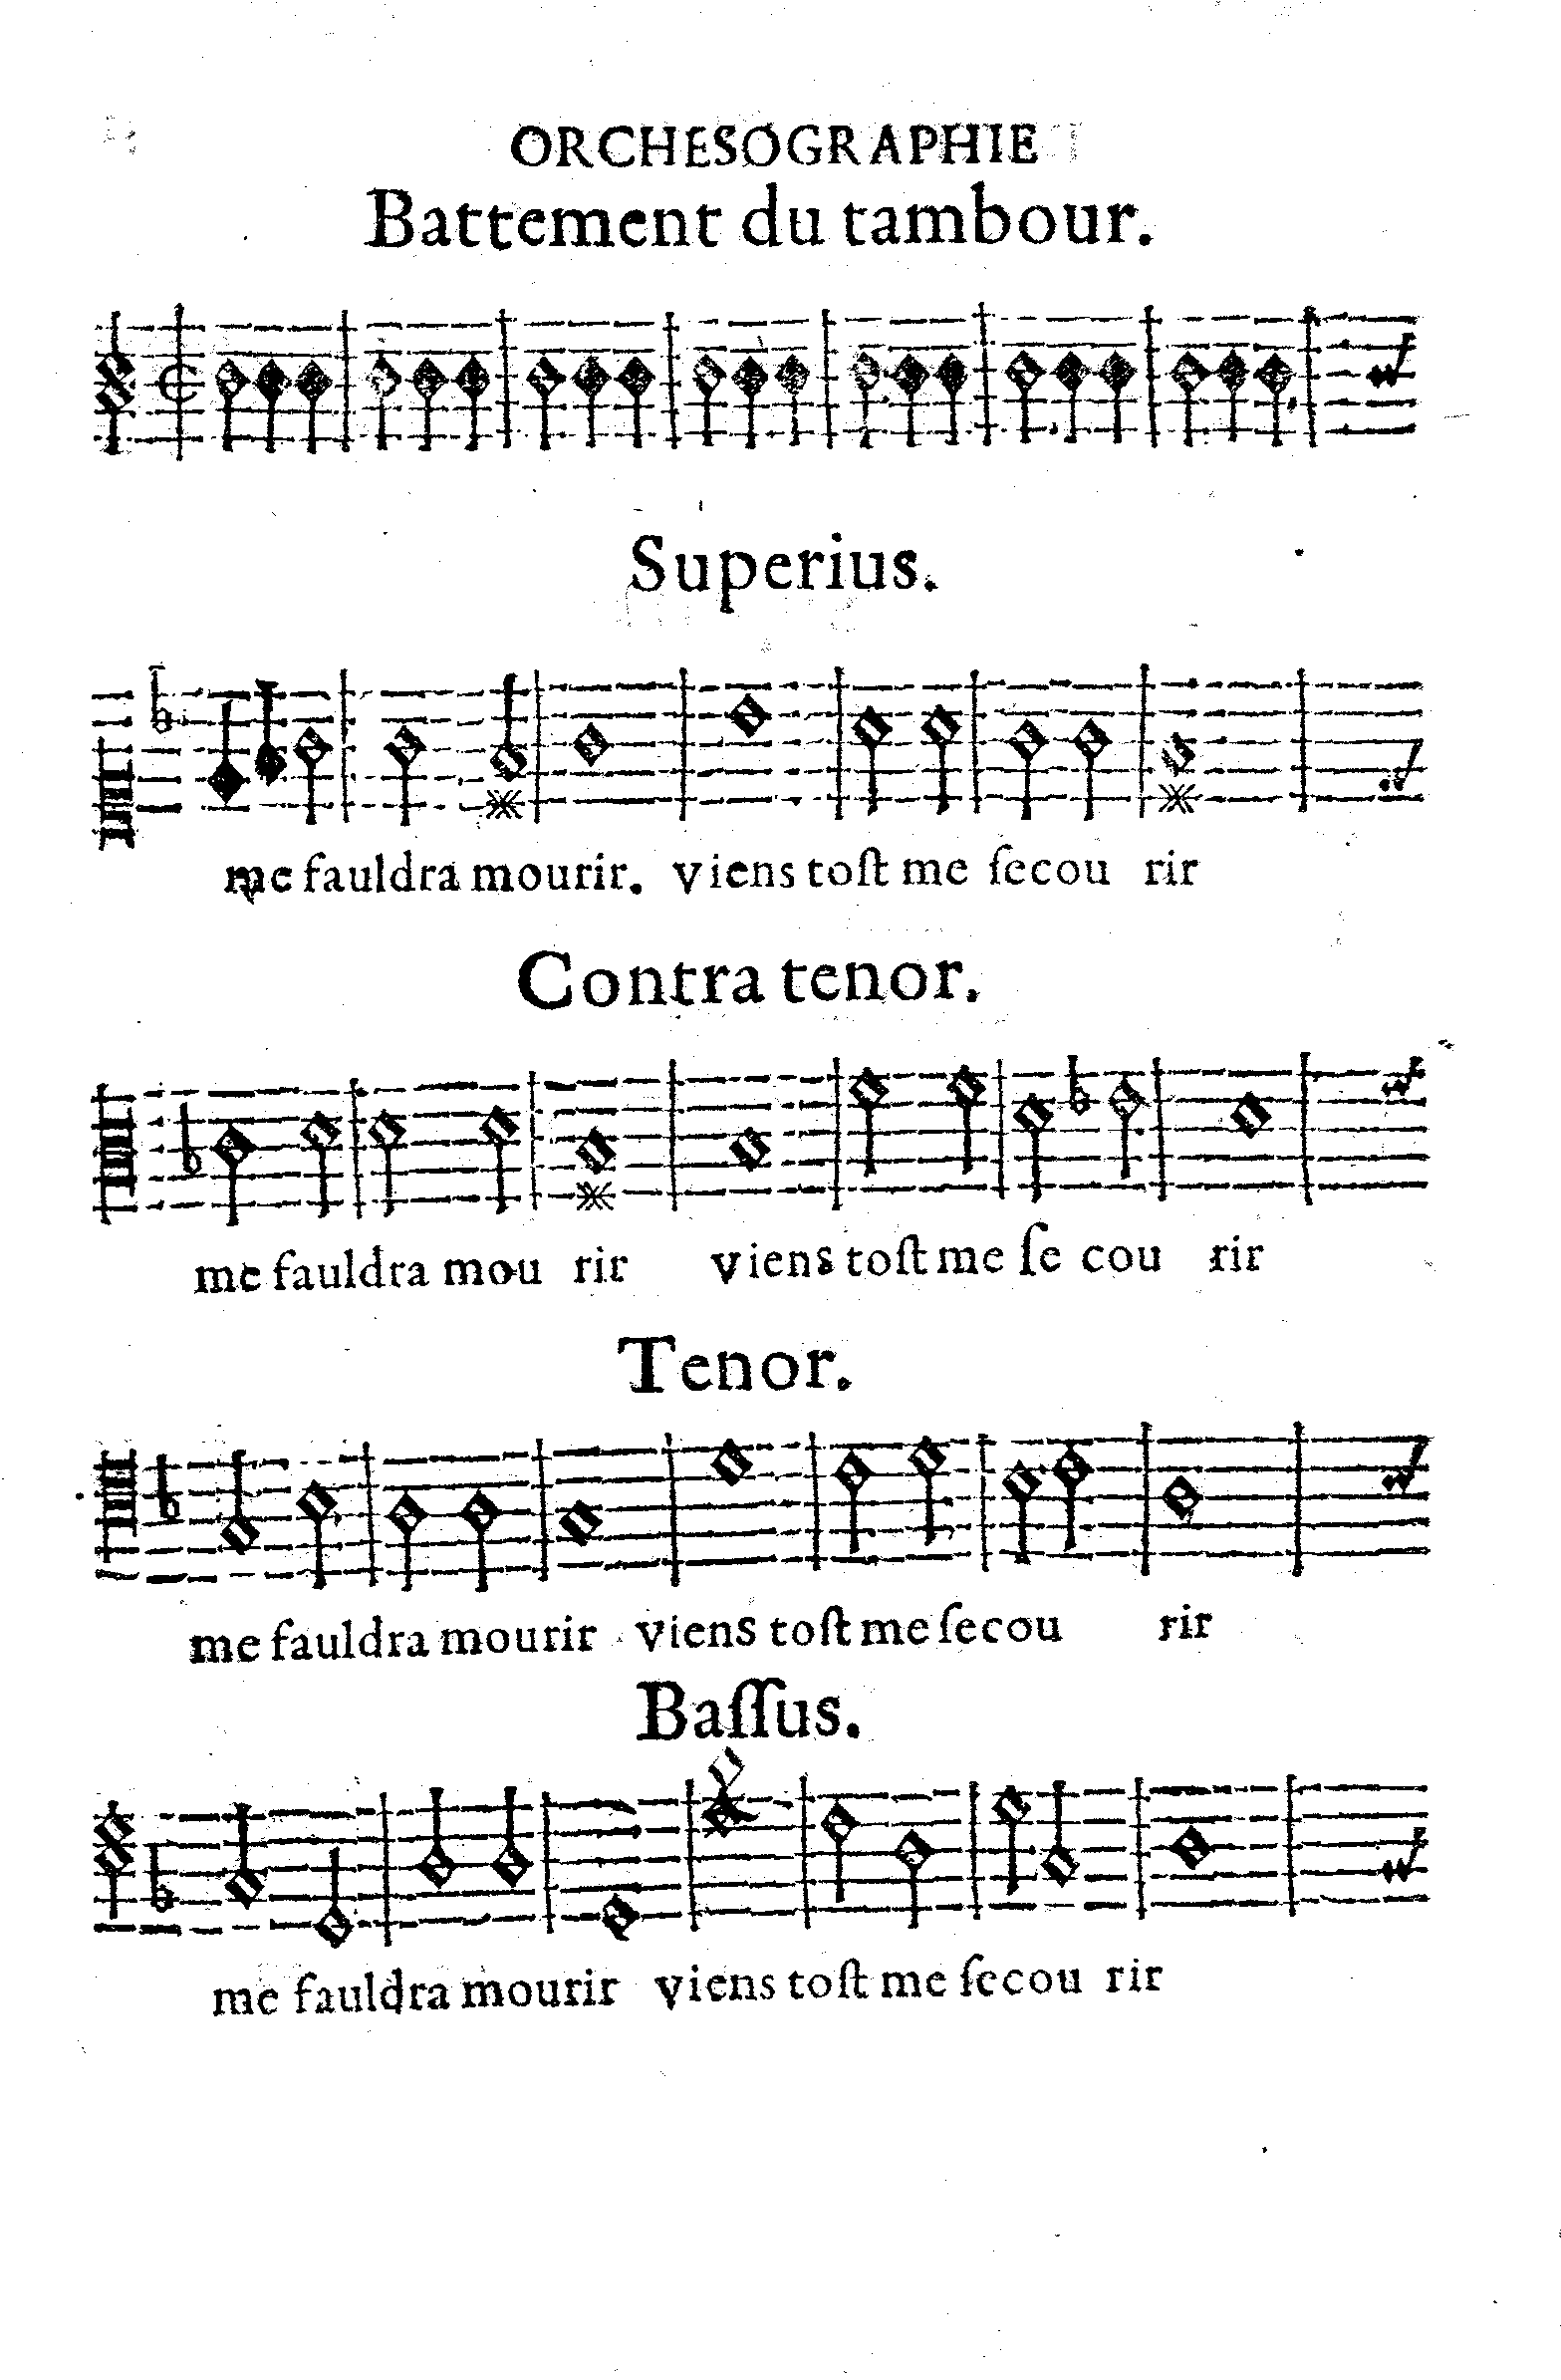 ORCHESOGRAPHIE
Battement du tambour.
Superius.
me fauldra mourir. viens toſt me ſecou rir
Contra tenor.
me fauldra mou rir viens toſt me ſe cou rir
Tenor.
me fauldra mourir viens toſt me ſecou rir
Baſſus.
me fauldra mourir viens toſt me ſecou rir